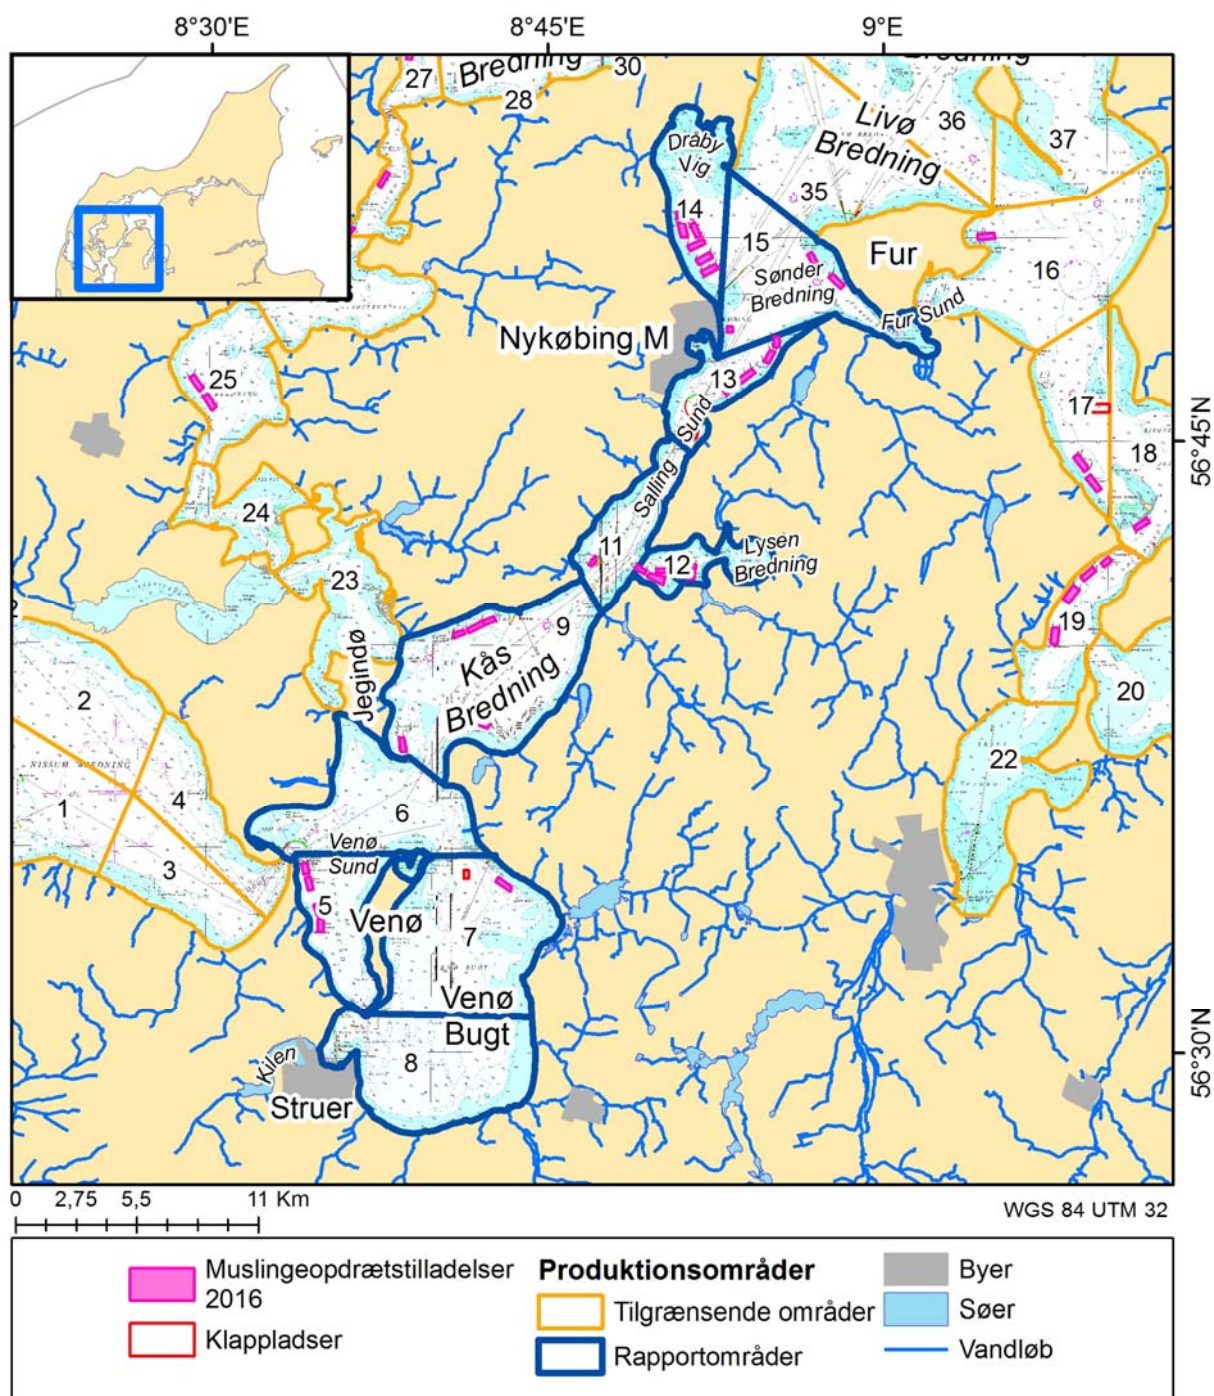 8°30'E
8°45'E
9°E
27
Bredning
30
28
Livø
Bredning
36
37
35
Dråby
Vig
14
15
Sønder
Bredning
Fur
16
Fur Sund
Nykøbing M
13
25
17
18
56°45'N
Salling Sund
24
11
12
Lysen
Bredning
23
9
19
Jegindø
Kås
Bredning
20
2
NISSUM BREDNING
22
1
4
6
3
Venø
Sund
5
Venø
7
Venø
Bugt
8
Kilen
Struer
56°30'N
0 2,75 5,5 11 Km
WGS 84 UTM 32
Muslingeopdrætstilladelser
2016
Klappladser
Produktionsområder
Tilgrænsende områder
Rapportområder
Byer
Søer
Vandløb